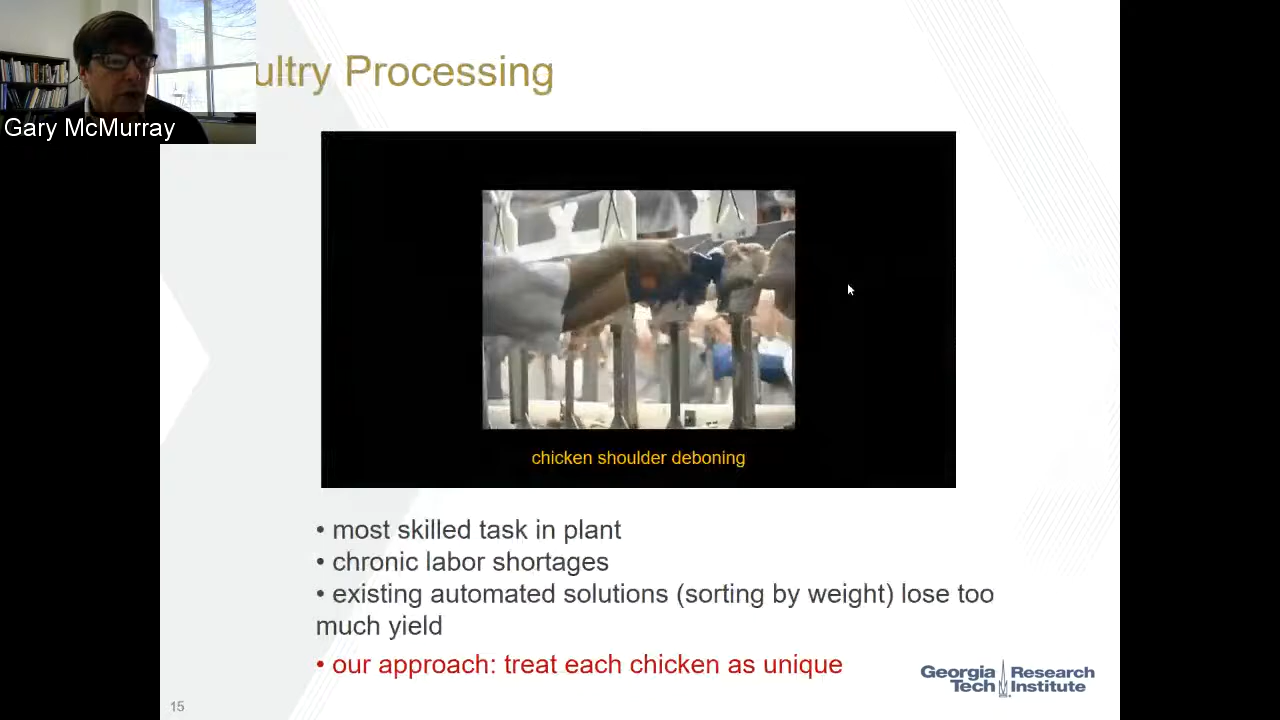 ultry Processing
Gary McMurray
chicken shoulder deboning
• most skilled task in plant
• chronic labor shortages
• existing automated solutions (sorting by weight) lose too
much yield
• our approach: treat each chicken as unique
Georgia
Tech
Research
Institute
15